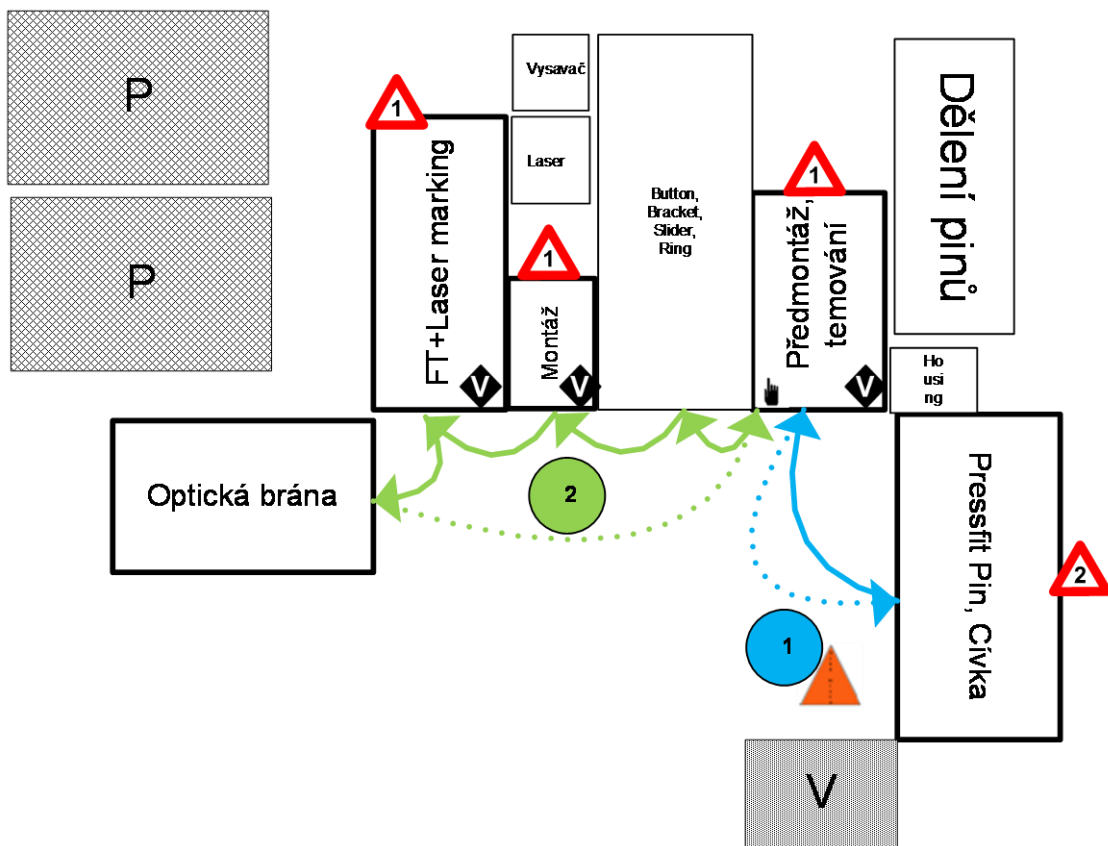 P
P
1
FT+Laser marking
V
Vysavač
Laser
1
Montáž
V
Button,
Bracket,
Slider,
Ring
1
Předmontáž,
temování
V
Dělení pinů
Ho
usi
ng
Optická brána
2
1
Pressfit Pin, Cívka
2
V